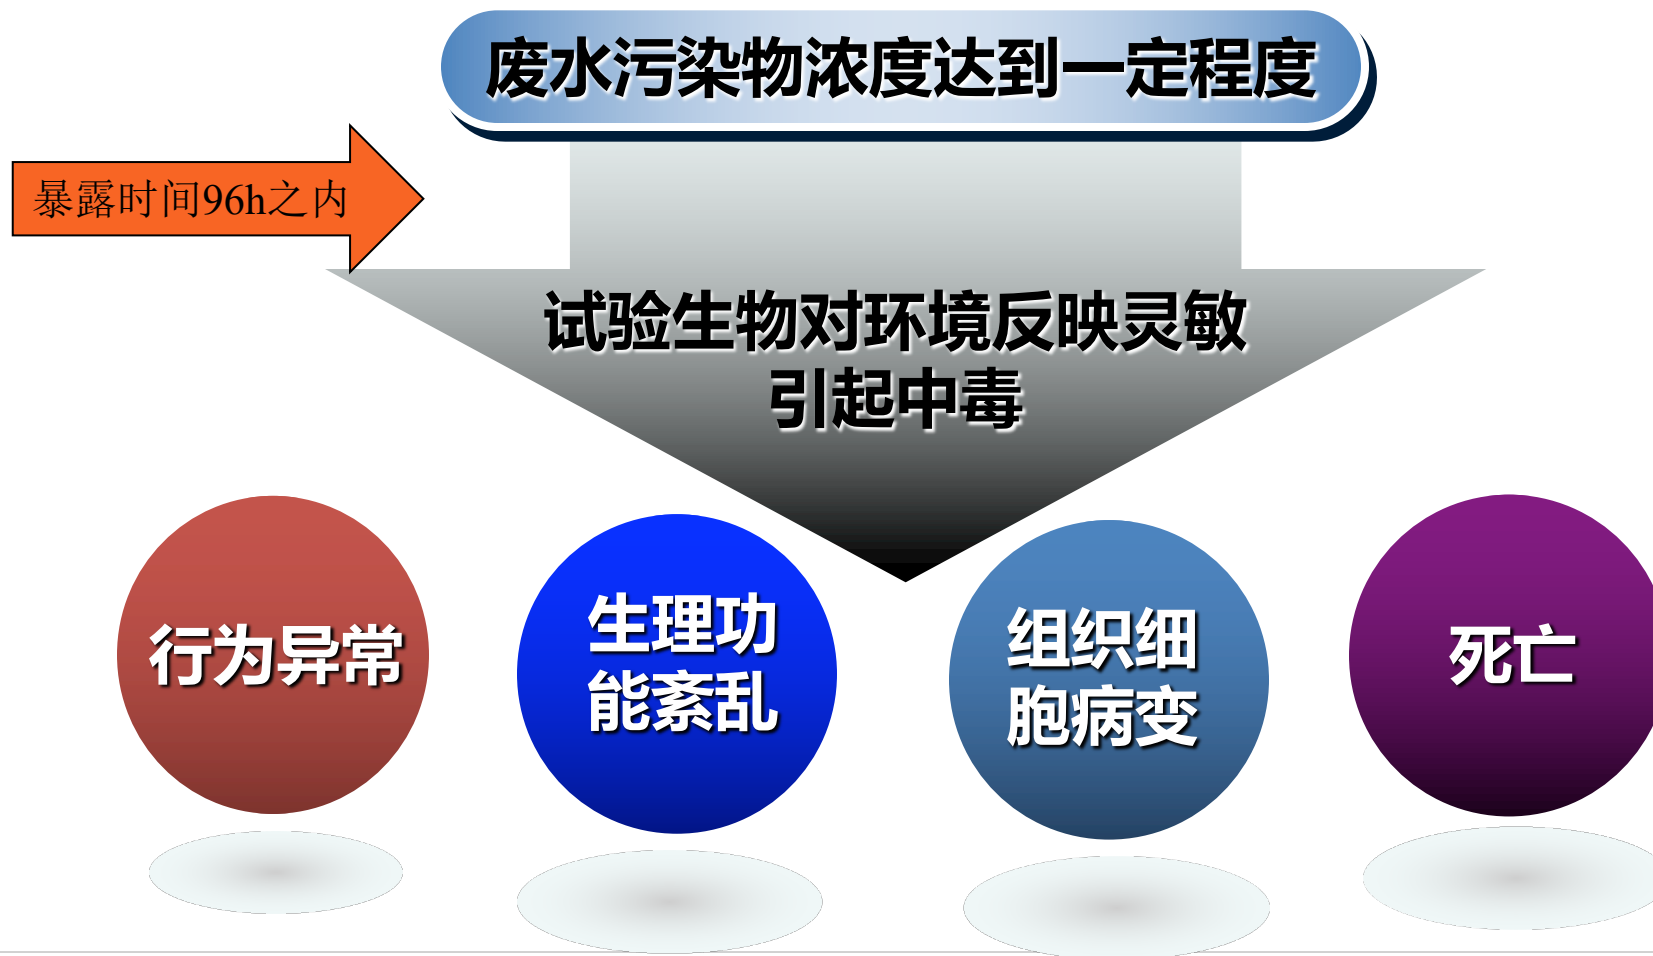 废水污染物浓度达到一定程度
暴露时间96h之内
试验生物对环境反映灵敏
引起中毒
行为异常
生理功
能紊乱
组织细
胞病变
死亡